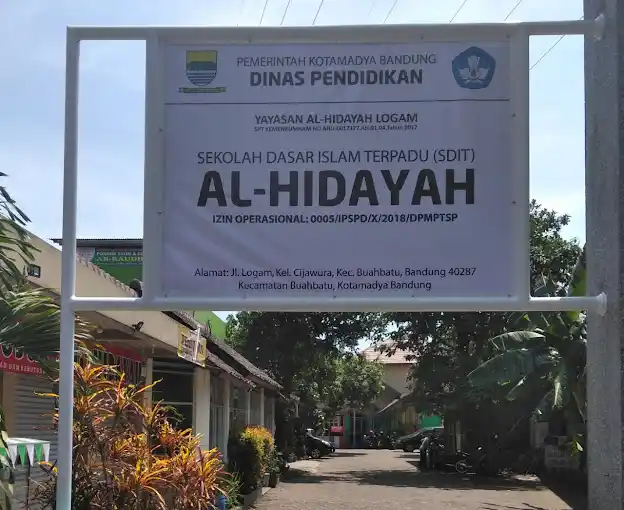 PEMERINTAH KOTAMADYA BANDUNG
DINAS PENDIDIKAN
YAYASAN AL-HIDAYAH LOGAM
SEKOLAH DASAR ISLAM TERPADU (SDIT)
AL-HIDAYAH
IZIN OPERASIONAL: 0005/IPSPD/X/2018/DPMPTSP
Alamat: Jl. Logam, Kel. Cijawura, Kec. Buahbatu, Bandung 40287
Kecamatan Buahbatu, Kotamadya Bandung